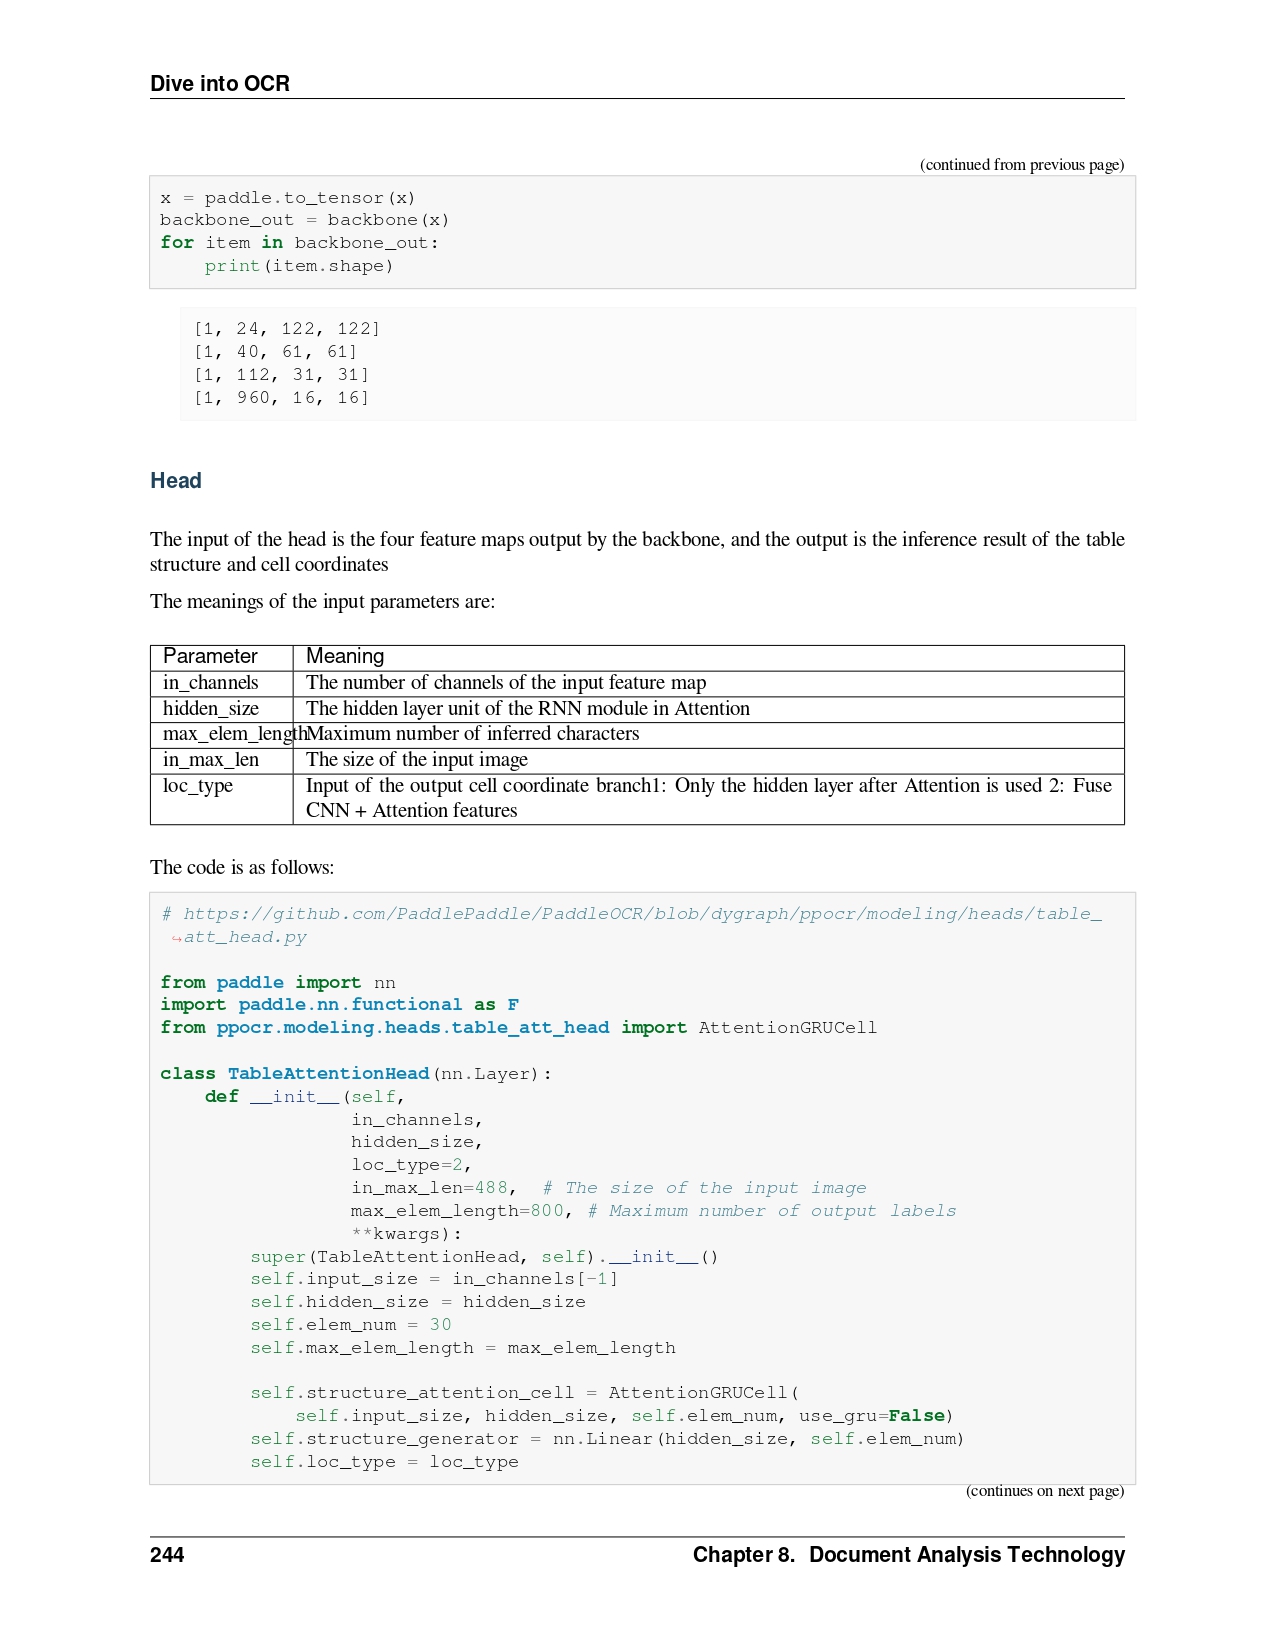 Dive into OCR
(continued from previous page)
x = paddle.to_tensor(x)
backbone_out = backbone(x)
for item in backbone_out:
    print(item.shape)
[1, 24, 122, 122]
[1, 40, 61, 61]
[1, 112, 31, 31]
[1, 960, 16, 16]
Head
The input of the head is the four feature maps output by the backbone, and the output is the inference result of the table
structure and cell coordinates
The meanings of the input parameters are:
Parameter Meaning
in_channels The number of channels of the input feature map
hidden_size The hidden layer unit of the RNN module in Attention
max_elem_length Maximum number of inferred characters
in_max_len The size of the input image
loc_type Input of the output cell coordinate branch1: Only the hidden layer after Attention is used 2: Fuse
CNN + Attention features
The code is as follows:
# https://github.com/PaddlePaddle/PaddleOCR/blob/dygraph/ppocr/modeling/heads/table_
↪att_head.py
from paddle import nn
import paddle.nn.functional as F
from ppocr.modeling.heads.table_att_head import AttentionGRUCell
class TableAttentionHead(nn.Layer):
    def __init__(self,
                 in_channels,
                 hidden_size,
                 loc_type=2,
                 in_max_len=488,  # The size of the input image
                 max_elem_length=800, # Maximum number of output labels
                 **kwargs):
        super(TableAttentionHead, self).__init__()
        self.input_size = in_channels[-1]
        self.hidden_size = hidden_size
        self.elem_num = 30
        self.max_elem_length = max_elem_length
        self.structure_attention_cell = AttentionGRUCell(
            self.input_size, hidden_size, self.elem_num, use_gru=False)
        self.structure_generator = nn.Linear(hidden_size, self.elem_num)
        self.loc_type = loc_type
(continues on next page)
244 Chapter 8. Document Analysis Technology